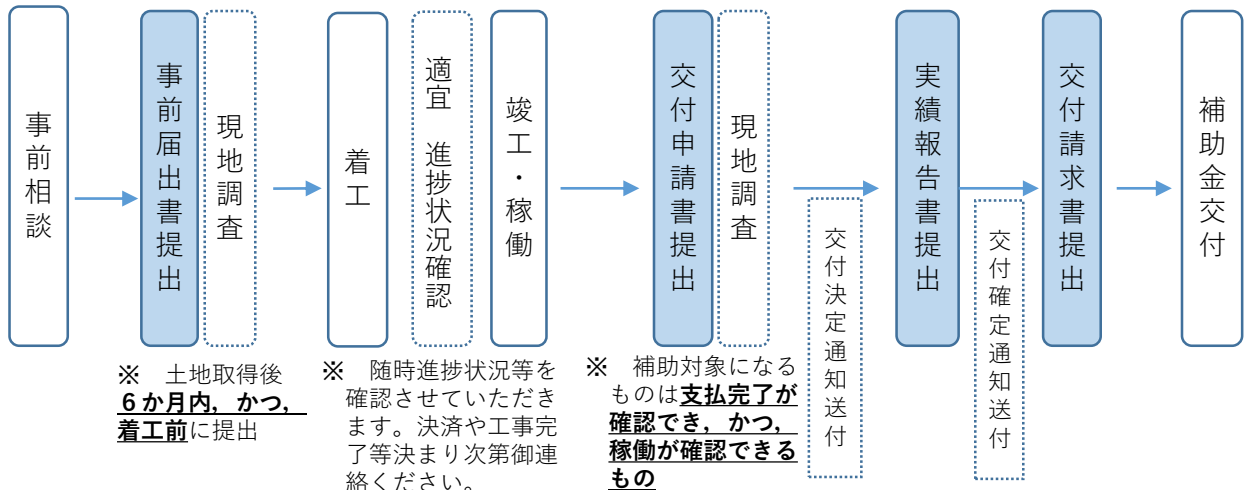 事前相談
事前届出書提出
現地調査
着工
適宜　進捗状況確認
竣工・稼働
交付申請書提出
現地調査
交付決定通知送付
実績報告書提出
交付確定通知送付
交付請求書提出
補助金交付
※　土地取得後
６か月内，かつ，
着工前に提出
※　随時進捗状況等を
確認させていただき
ます。決済や工事完
了等決まり次第御連
絡ください。
※　補助対象になる
ものは支払完了が
確認でき，かつ，
稼働が確認できる
もの